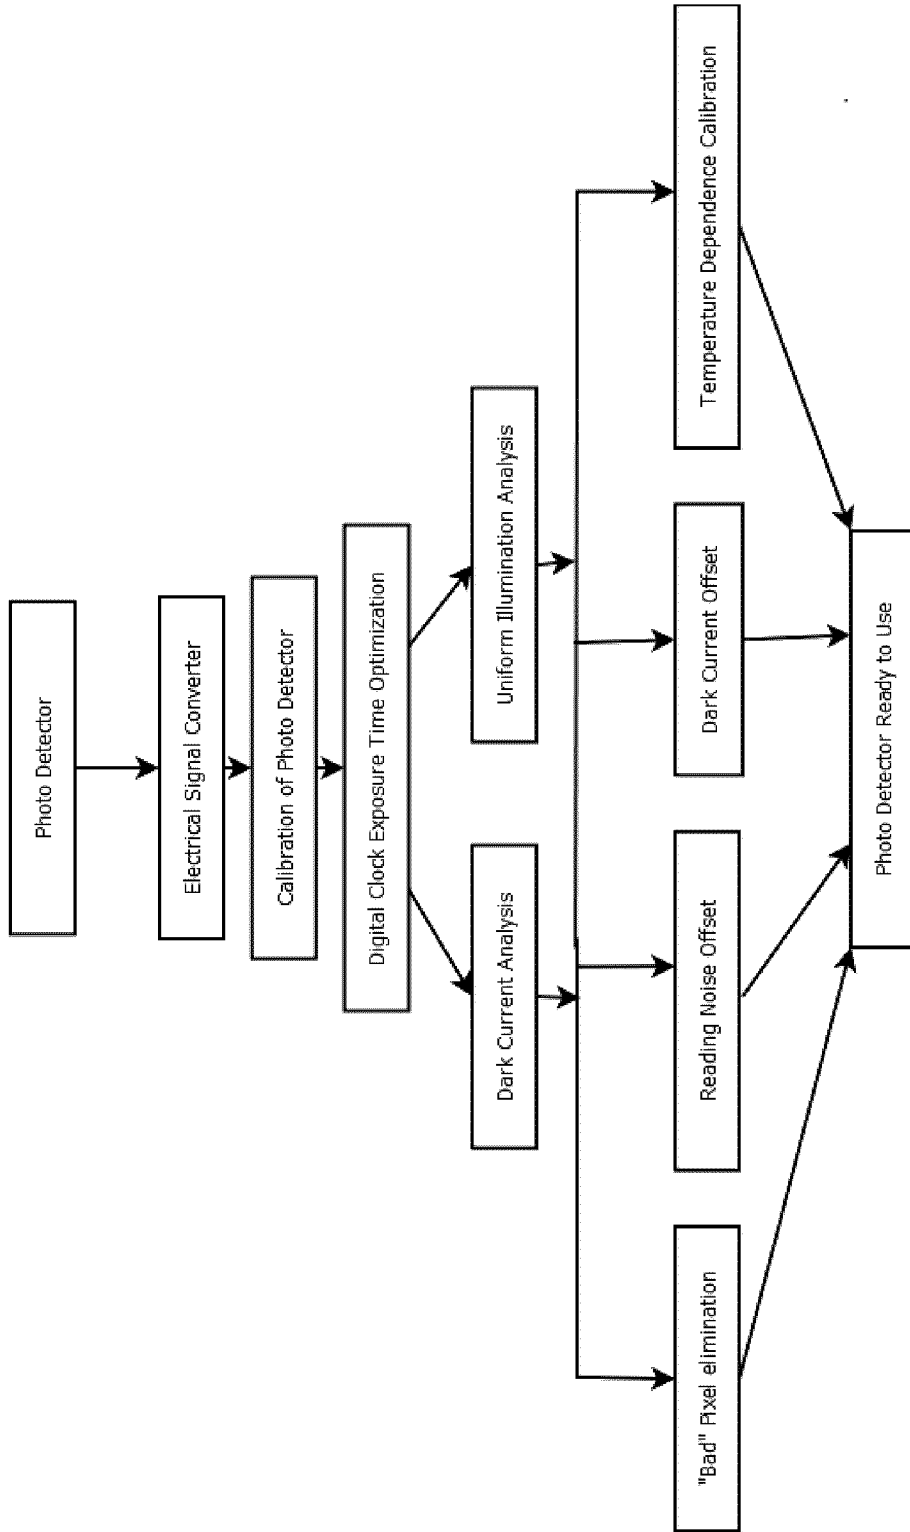 Photo Detector
Electrical Signal Converter
Calibration of Photo Detector
Digital Clock Exposure Time Optimization
Dark Current Analysis
Uniform Illumination Analysis
"Bad" Pixel elimination
Reading Noise Offset
Dark Current Offset
Temperature Dependence Calibration
Photo Detector Ready to Use